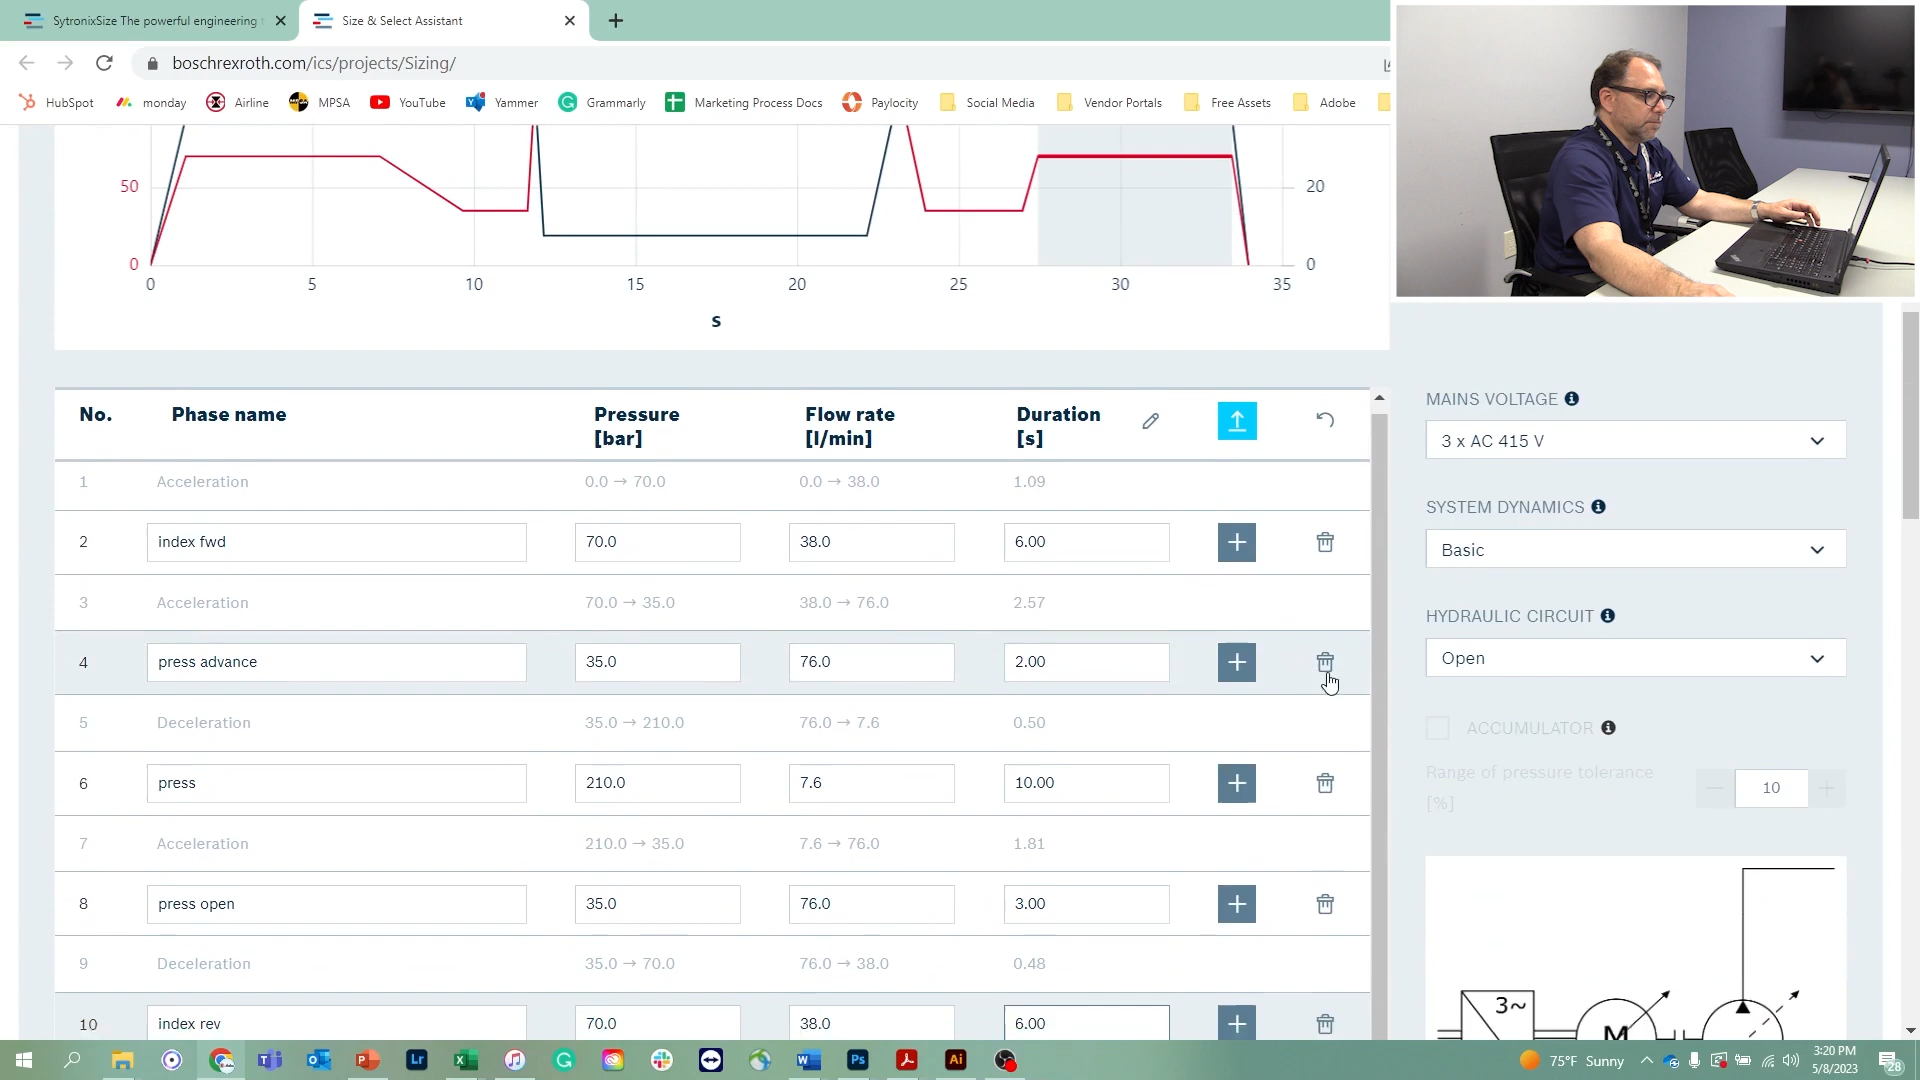 SytronixSize The powerful engineering
Size & Select Assistant
boschrexroth.com/ics/projects/Sizing/
HubSpot monday Airline MPSA YouTube Yammer Grammarly Marketing Process Docs Paylocity Social Media Vendor Portals Free Assets Adobe
50 20
0 0
0 5 10 15 20 25 30 35
s
No. Phase name Pressure [bar] Flow rate [l/min] Duration [s]
1 Acceleration 0.0 → 70.0 0.0 → 38.0 1.09
2 index fwd 70.0 38.0 6.00
3 Acceleration 70.0 → 35.0 38.0 → 76.0 2.57
4 press advance 35.0 76.0 2.00
5 Deceleration 35.0 → 210.0 76.0 → 7.6 0.50
6 press 210.0 7.6 10.00
7 Acceleration 210.0 → 35.0 7.6 → 76.0 1.81
8 press open 35.0 76.0 3.00
9 Deceleration 35.0 → 70.0 76.0 → 38.0 0.48
10 index rev 70.0 38.0 6.00
MAINS VOLTAGE
3 x AC 415 V
SYSTEM DYNAMICS
Basic
HYDRAULIC CIRCUIT
Open
ACCUMULATOR
Range of pressure tolerance
[%]
10
3~
M
75°F Sunny
3:20 PM
5/8/2023
28